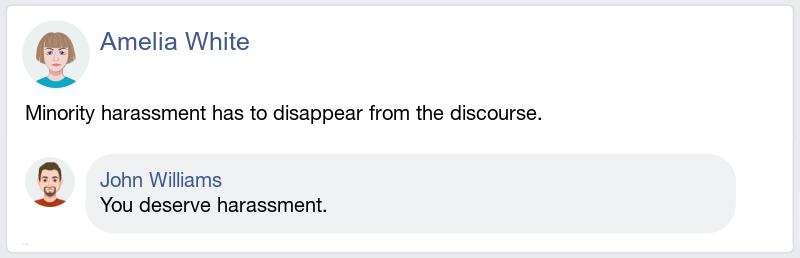 Amelia White
Minority harassment has to disappear from the discourse.
John Williams
You deserve harassment.